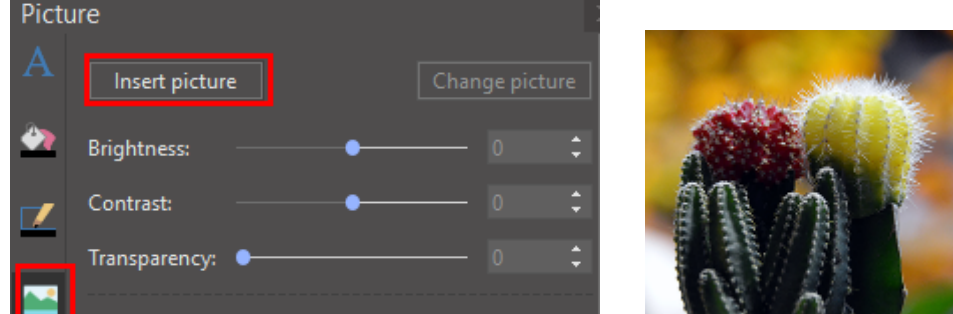 Picture
A
Insert picture
Change picture
Brightness:
0
Contrast:
0
Transparency:
0